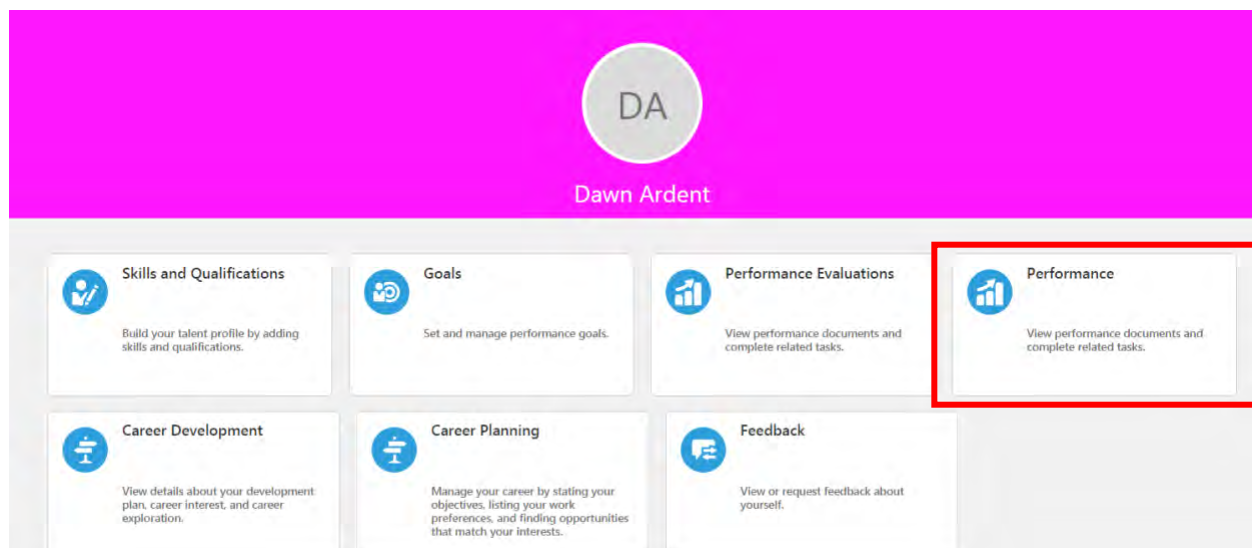 DA
Dawn Ardent
Skills and Qualifications
Build your talent profile by adding
skills and qualifications.
Goals
Set and manage performance goals.
Performance Evaluations
View performance documents and
complete related tasks.
Performance
View performance documents and
complete related tasks.
Career Development
View details about your development
plan, career interest, and career
exploration.
Career Planning
Manage your career by stating your
objectives, listing your work
preferences, and finding opportunities
that match your interests.
Feedback
View or request feedback about
yourself.